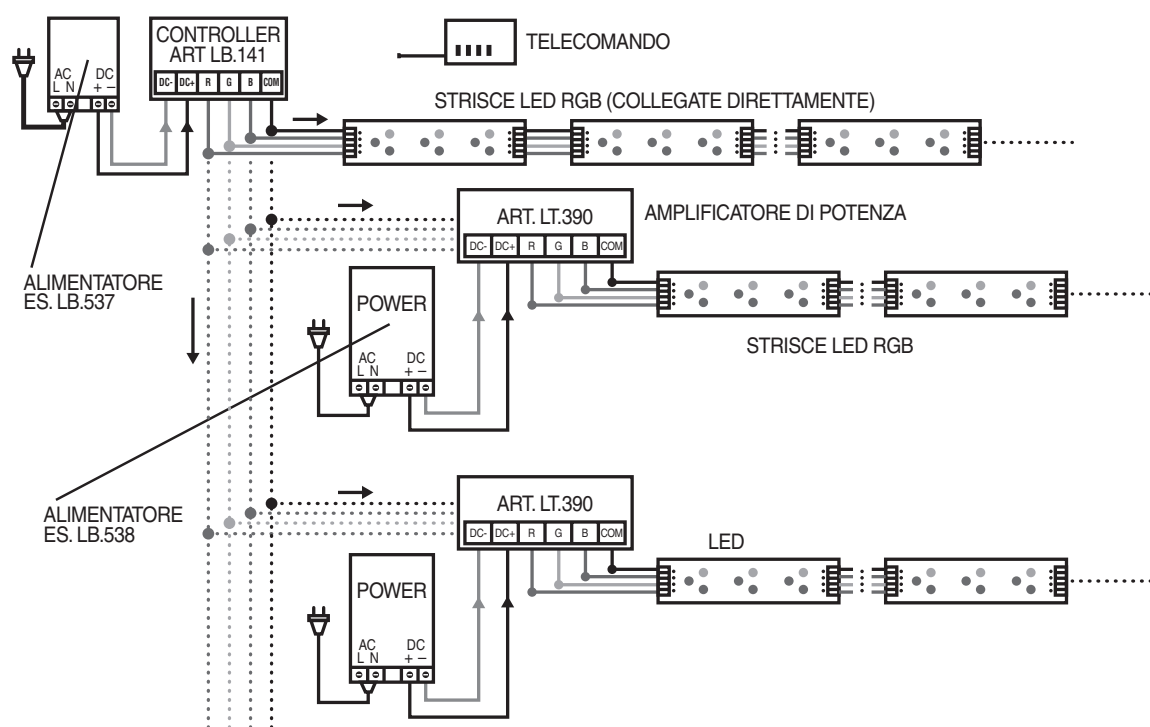 CONTROLLER
ART LB.141
AC DC
L N + –
DC- DC+ R G B COM
TELECOMANDO
STRISCE LED RGB (COLLEGATE DIRETTAMENTE)
ART. LT.390
AMPLIFICATORE DI POTENZA
DC- DC+ R G B COM
ALIMENTATORE
ES. LB.537
POWER
AC DC
L N + –
STRISCE LED RGB
ALIMENTATORE
ES. LB.538
ART. LT.390
DC- DC+ R G B COM
LED
POWER
AC DC
L N + –